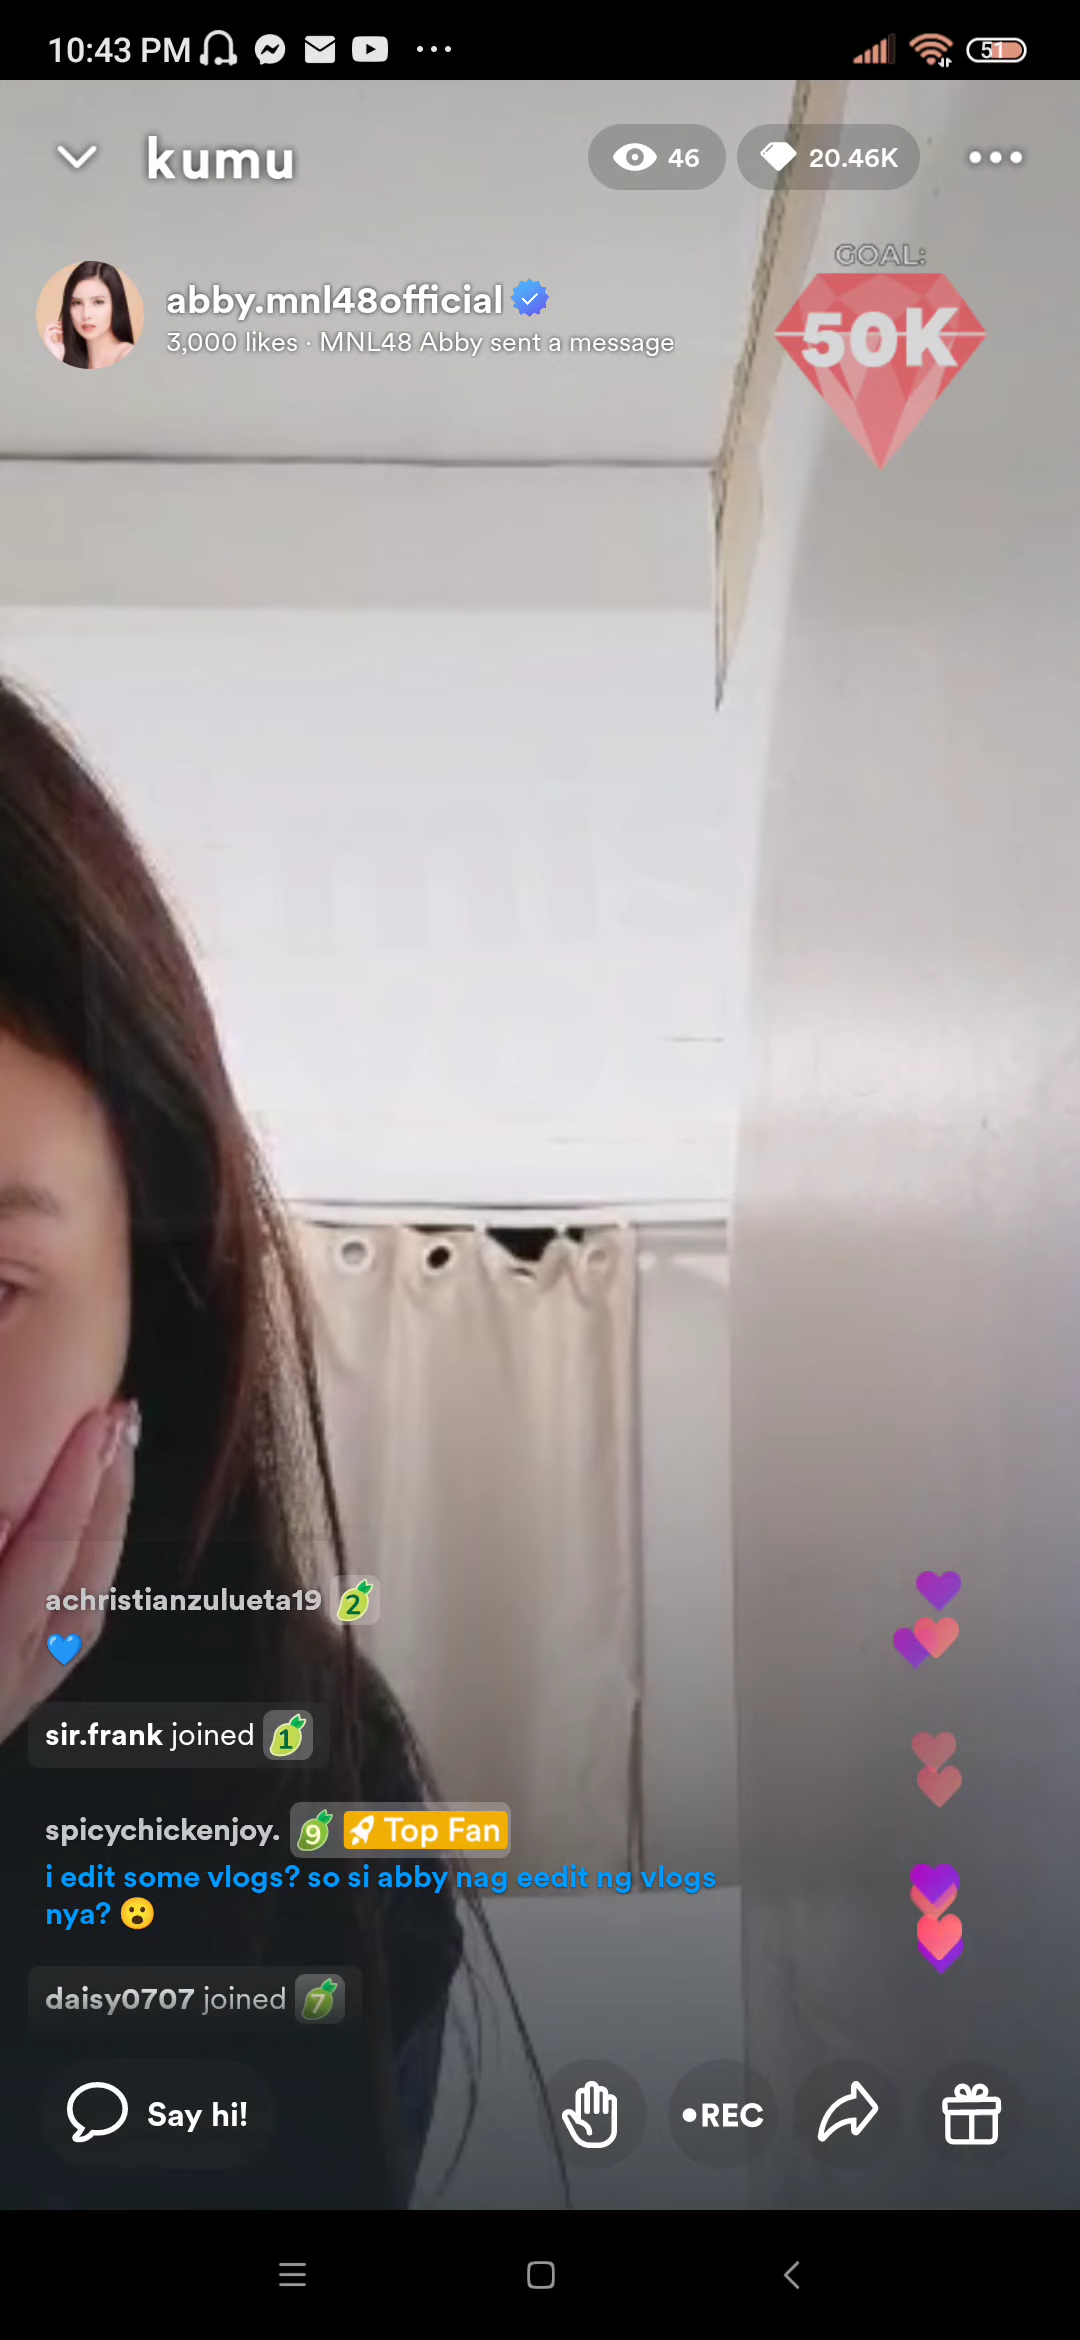 10:43 PM
51
kumu
46
20.46K
GOAL:
50K
abby.mnl48official
3,000 likes · MNL48 Abby sent a message
achristianzulueta19 2
💙
sir.frank joined 1
spicychickenjoy. 9 Top Fan
i edit some vlogs? so si abby nag eedit ng vlogs
nya? 😮
daisy0707 joined 7
Say hi!
•REC